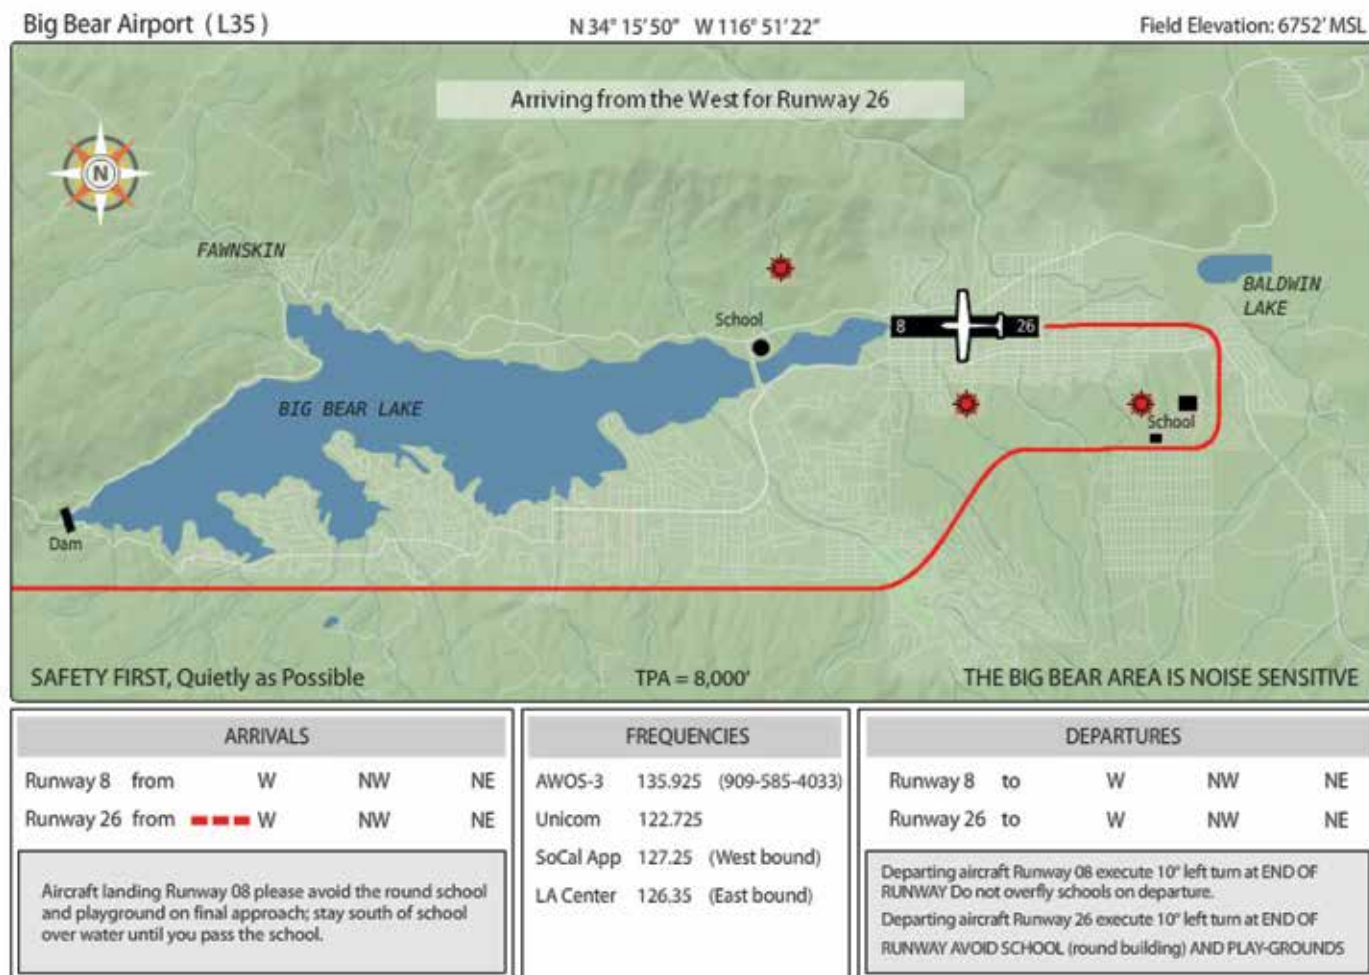 Big Bear Airport ( L35 )
N 34° 15' 50" W 116° 51' 22"
Field Elevation: 6752' MSL
Arriving from the West for Runway 26
N
FAWNSKIN
School
8
26
BALDWIN
LAKE
BIG BEAR LAKE
School
Dam
SAFETY FIRST, Quietly as Possible
TPA = 8,000'
THE BIG BEAR AREA IS NOISE SENSITIVE
ARRIVALS
Runway 8 from W NW NE
Runway 26 from W NW NE
Aircraft landing Runway 08 please avoid the round school
and playground on final approach; stay south of school
over water until you pass the school.
FREQUENCIES
AWOS-3 135.925 (909-585-4033)
Unicom 122.725
SoCal App 127.25 (West bound)
LA Center 126.35 (East bound)
DEPARTURES
Runway 8 to W NW NE
Runway 26 to W NW NE
Departing aircraft Runway 08 execute 10° left turn at END OF
RUNWAY Do not overfly schools on departure.
Departing aircraft Runway 26 execute 10° left turn at END OF
RUNWAY AVOID SCHOOL (round building) AND PLAY-GROUNDS